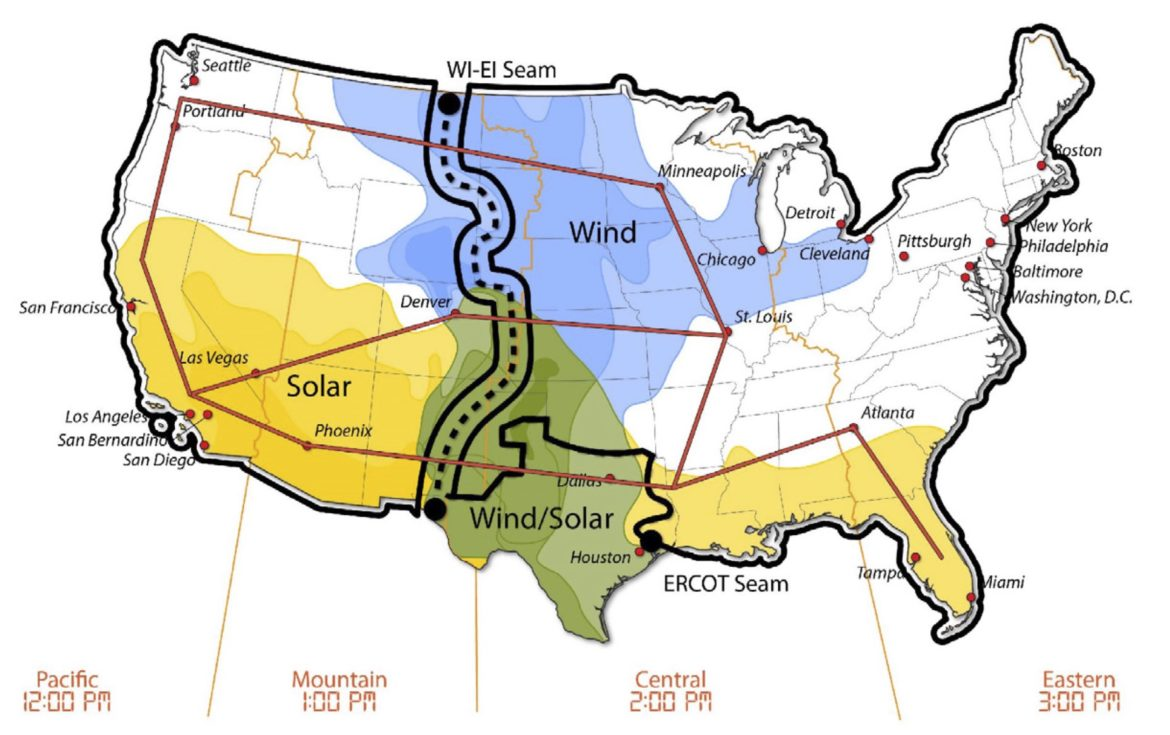 Seattle
WI-EI Seam
Portland
Boston
Minneapolis
Detroit
New York
Wind
Pittsburgh
Philadelphia
Chicago
Cleveland
Baltimore
Washington, D.C.
San Francisco
Denver
St. Louis
Las Vegas
Solar
Los Angeles
Atlanta
Phoenix
San Bernardino
San Diego
Dallas
Wind/Solar
Houston
ERCOT Seam
Tampa
Miami
Pacific
12:00 PM
Mountain
1:00 PM
Central
2:00 PM
Eastern
3:00 PM